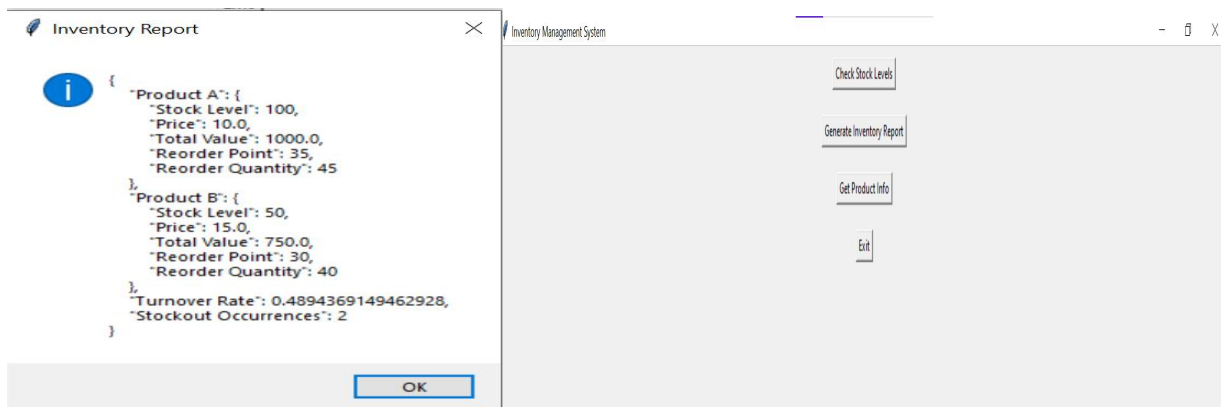 Inventory Report
{
"Product A": {
"Stock Level": 100,
"Price": 10.0,
"Total Value": 1000.0,
"Reorder Point": 35,
"Reorder Quantity": 45
},
"Product B": {
"Stock Level": 50,
"Price": 15.0,
"Total Value": 750.0,
"Reorder Point": 30,
"Reorder Quantity": 40
},
"Turnover Rate": 0.4894369149462928,
"Stockout Occurrences": 2
}
OK
Inventory Management System
Check Stock Levels
Generate Inventory Report
Get Product Info
Exit